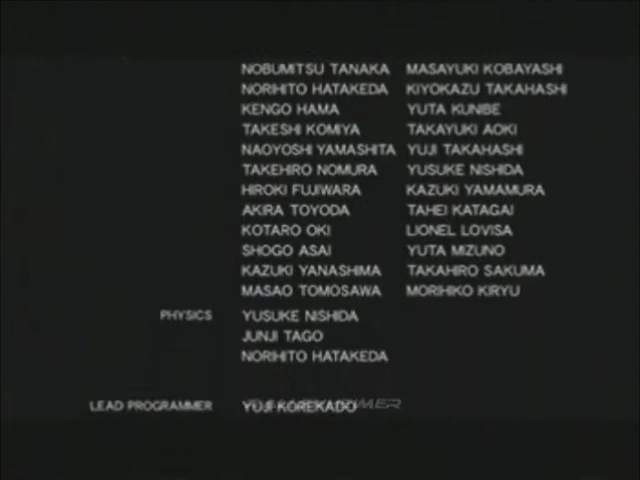 NOBUMITSU TANAKA MASAYUKI KOBAYASHI
NORIHITO HATAKEDA KIYOKAZU TAKAHASHI
KENGO HAMA YUTA KUNIBE
TAKESHI KOMIYA TAKAYUKI AOKI
NAOYOSHI YAMASHITA YUJI TAKAHASHI
TAKEHIRO NOMURA YUSUKE NISHIDA
HIROKI FUJIWARA KAZUKI YAMAMURA
AKIRA TOYODA TAHEI KATAGAI
KOTARO OKI LIONEL LOVISA
SHOGO ASAI YUTA MIZUNO
KAZUKI YANASHIMA TAKAHIRO SAKUMA
MASAO TOMOSAWA MORIHIKO KIRYU
PHYSICS YUSUKE NISHIDA
JUNJI TAGO
NORIHITO HATAKEDA
LEAD PROGRAMMER YUJI KOREKADO